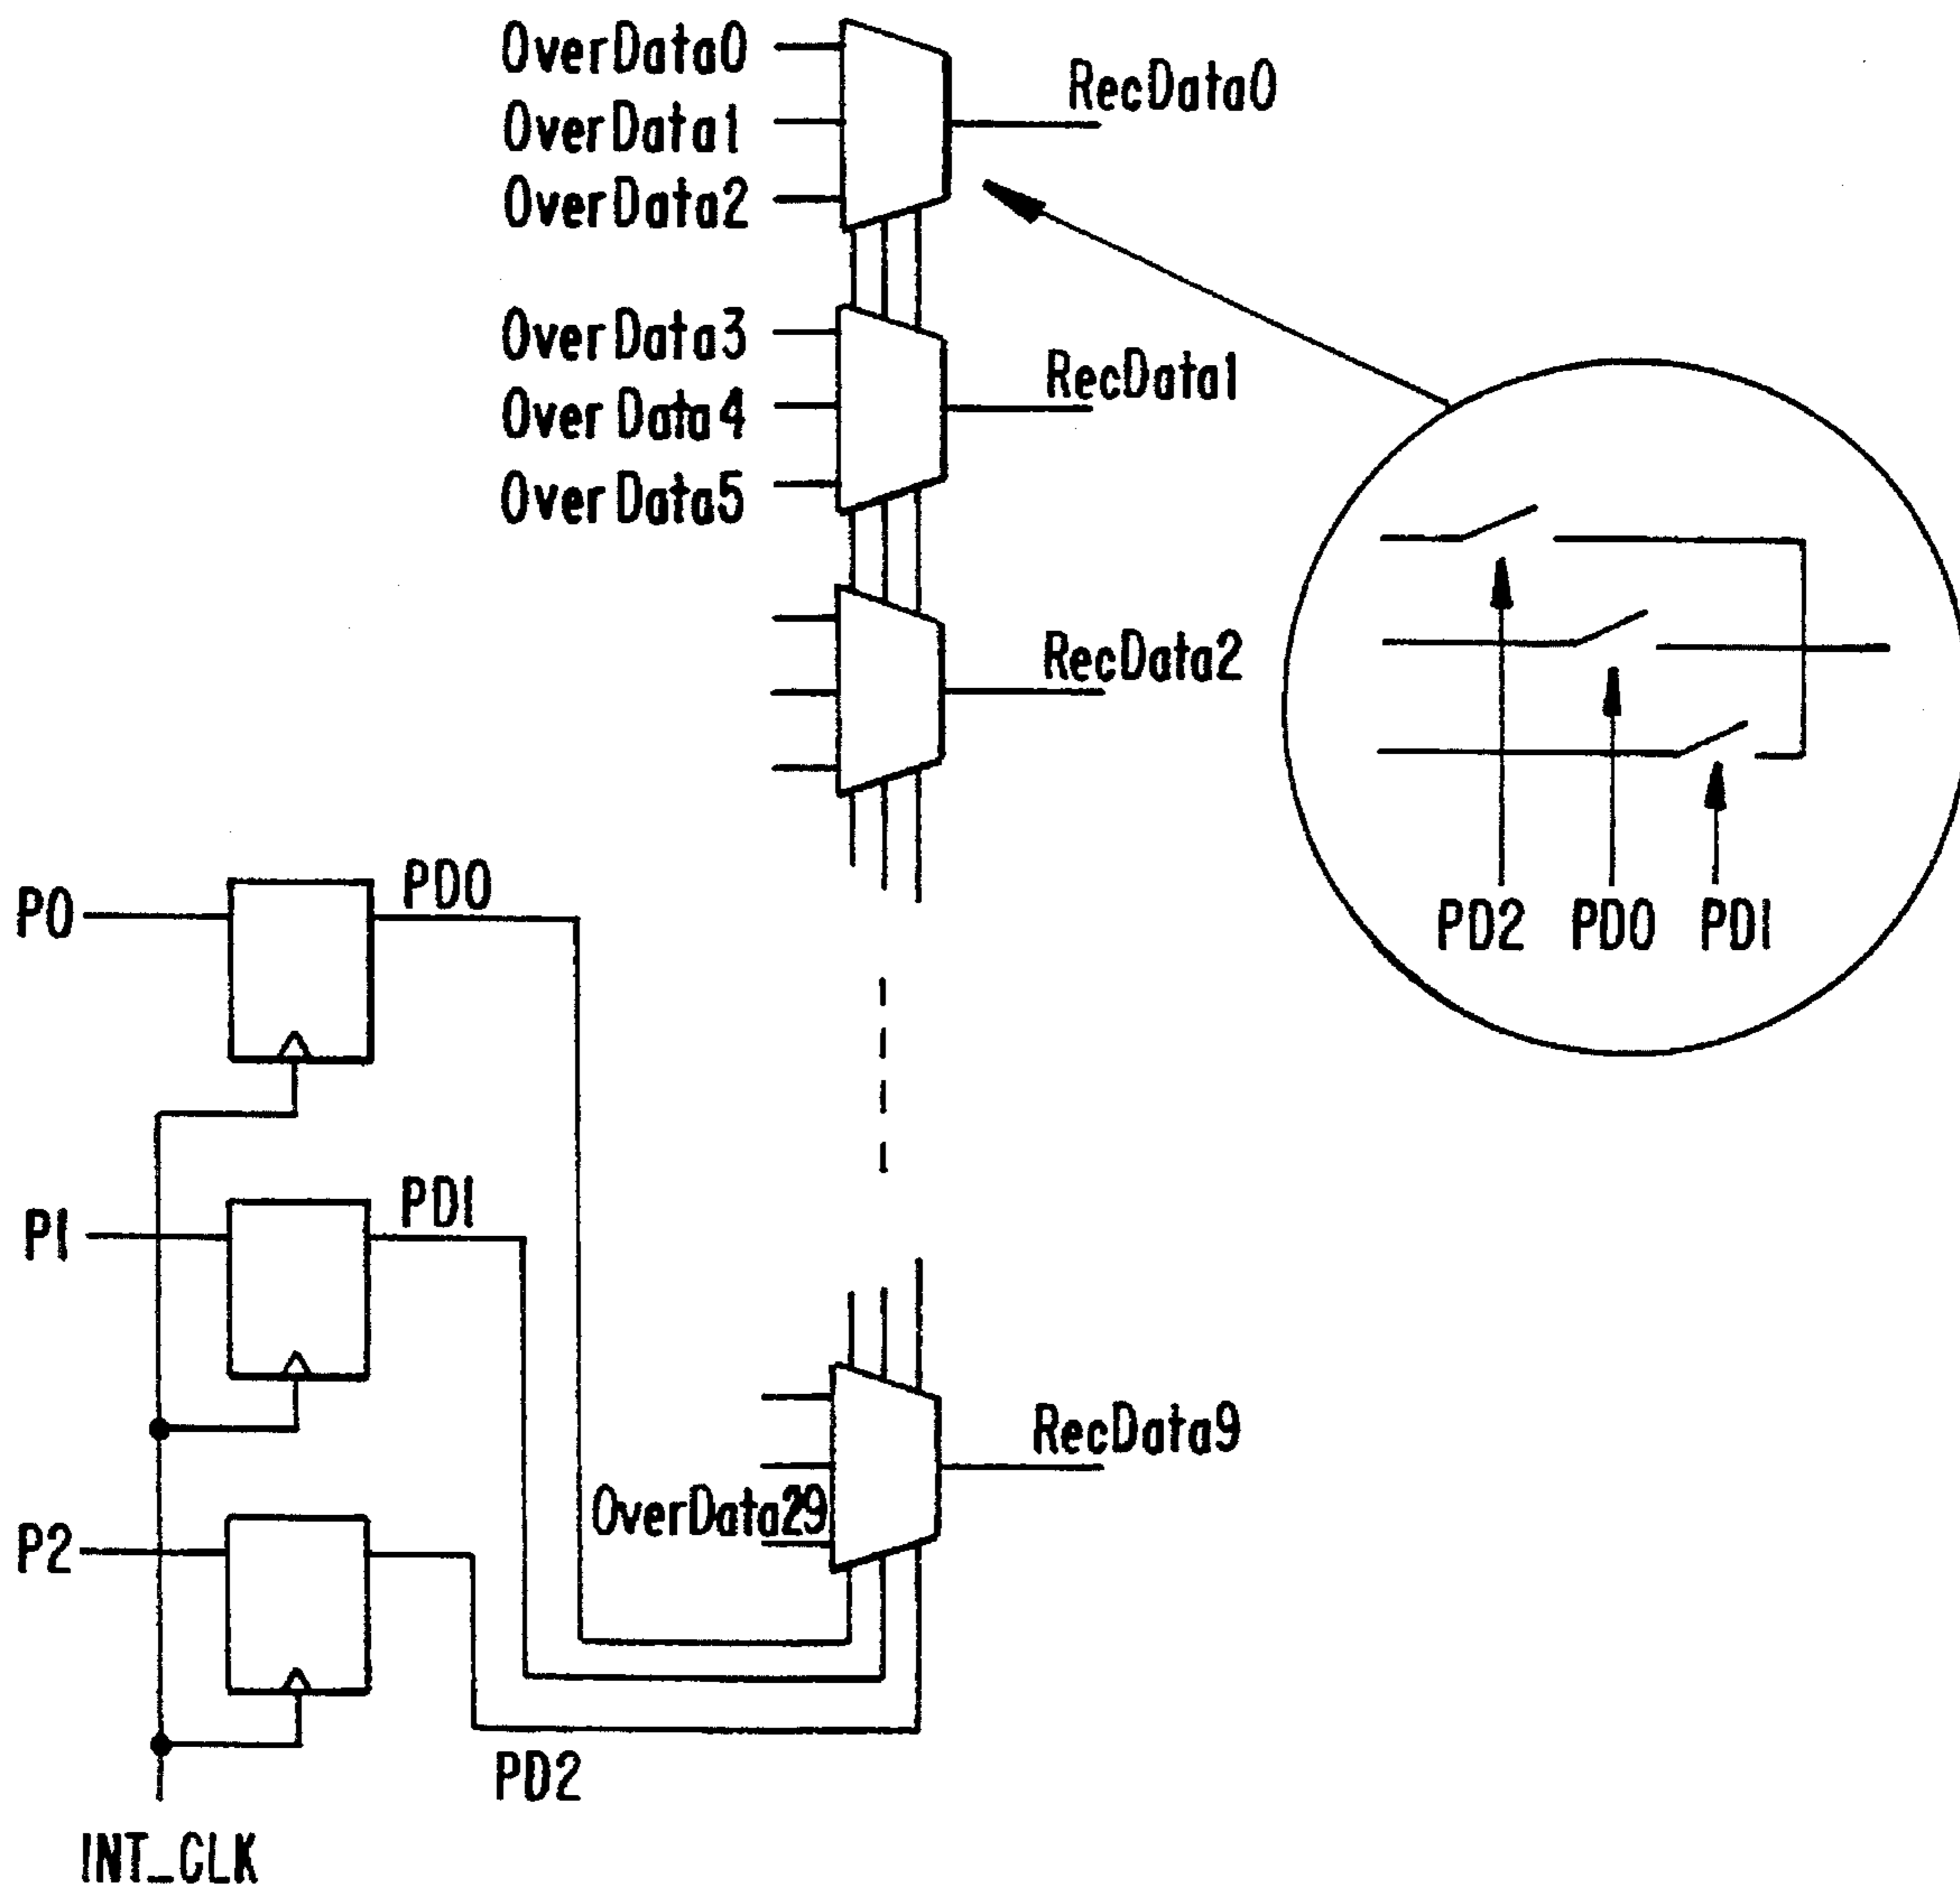 OverData0
RecData0
OverData1
OverData2
OverData3
RecData1
OverData4
OverData5
RecData2
PD2 PD0 PD1
P0
PD0
P1
PD1
RecData9
OverData29
P2
PD2
INT_CLK